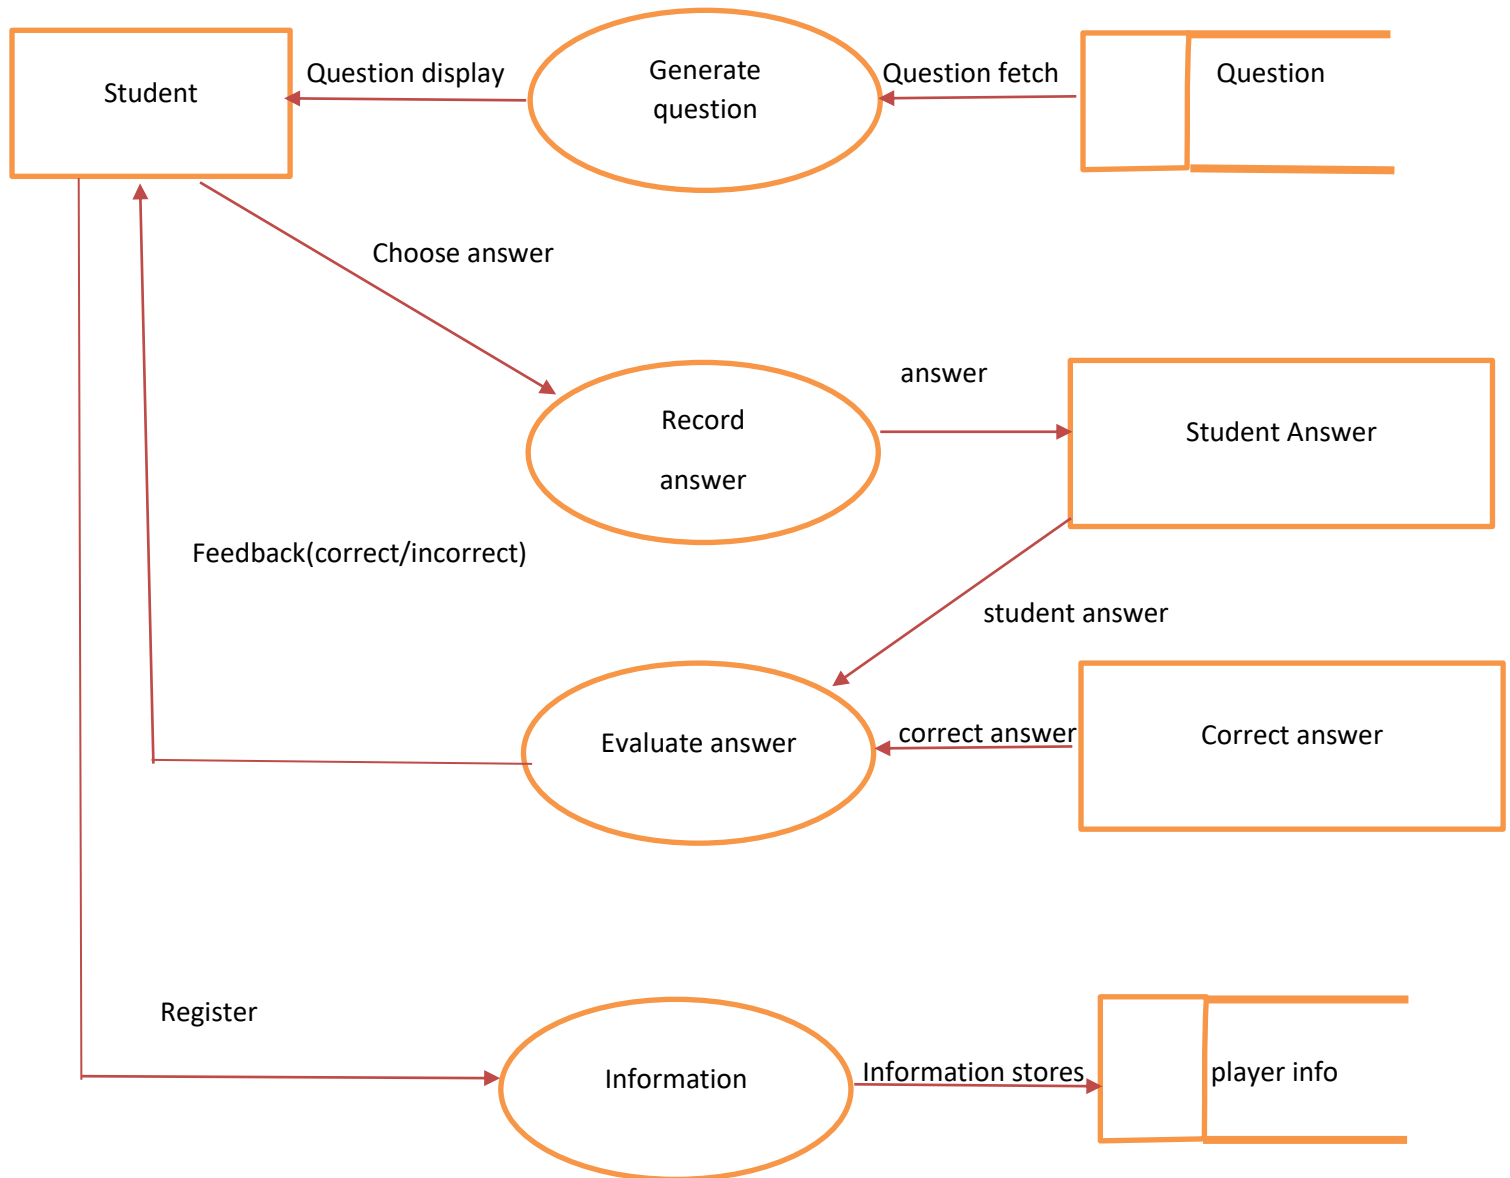 Student
Question display
Generate
question
Question fetch
Question
Choose answer
Record
answer
answer
Student Answer
Feedback(correct/incorrect)
student answer
Evaluate answer
correct answer
Correct answer
Register
Information
Information stores
player info